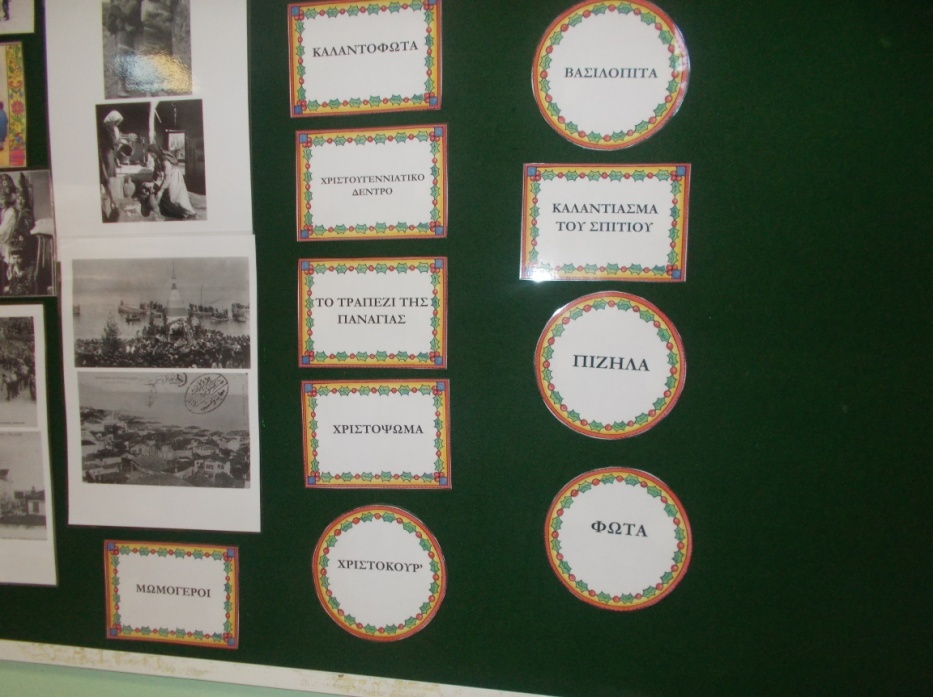 ΚΑΛΑΝΤΟΦΩΤΑ
ΧΡΙΣΤΟΥΓΕΝΝΙΑΤΙΚΟ
ΔΕΝΤΡΟ
ΤΟ ΤΡΑΠΕΖΙ ΤΗΣ
ΠΑΝΑΓΙΑΣ
ΧΡΙΣΤΟΨΩΜΑ
ΧΡΙΣΤΟΚΟΥΡ'
ΜΩΜΟΓΕΡΟΙ
ΒΑΣΙΛΟΠΙΤΑ
ΚΑΛΑΝΤΙΑΣΜΑ
ΤΟΥ ΣΠΙΤΙΟΥ
ΠΙΖΗΛΑ
ΦΩΤΑ